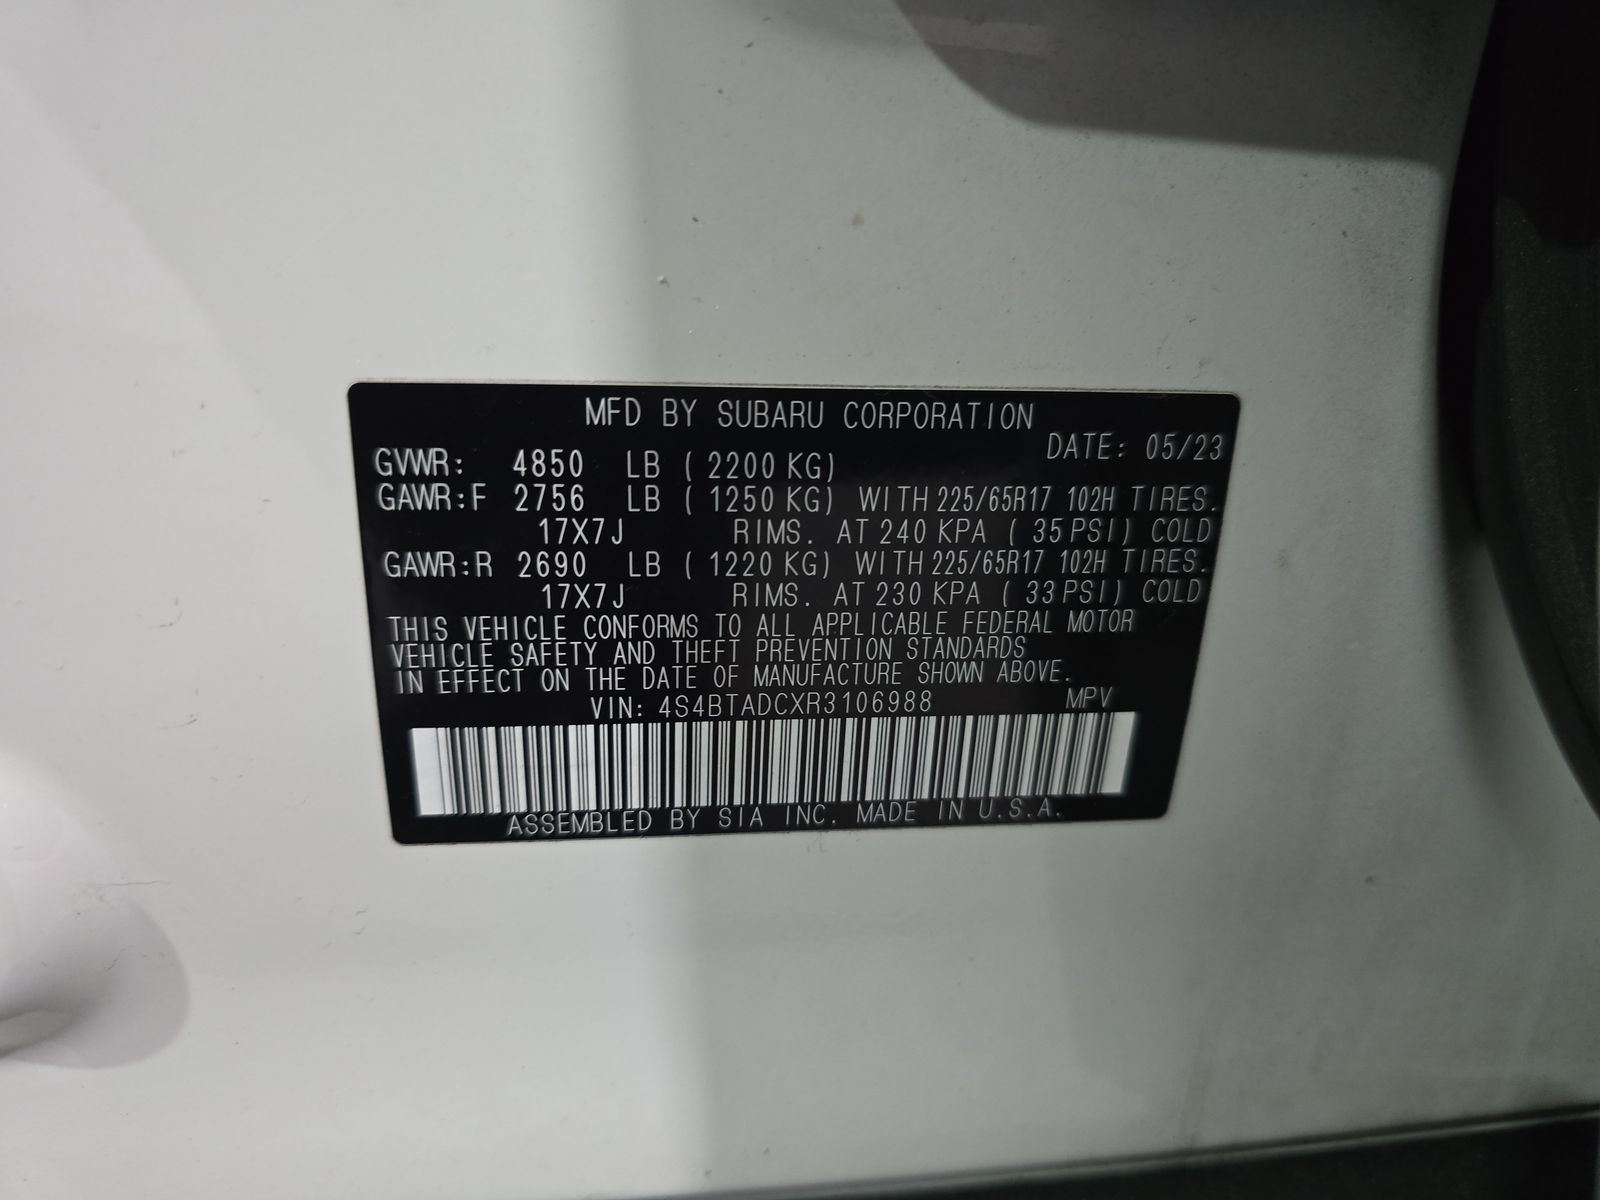 MFD BY SUBARU CORPORATION
DATE: 05/23
GVWR: 4850 LB ( 2200 KG)
GAWR:F 2756 LB ( 1250 KG) WITH 225/65R17 102H TIRES.
17X7J RIMS. AT 240 KPA ( 35 PSI) COLD
GAWR:R 2690 LB ( 1220 KG) WITH 225/65R17 102H TIRES.
17X7J RIMS. AT 230 KPA ( 33 PSI) COLD
THIS VEHICLE CONFORMS TO ALL APPLICABLE FEDERAL MOTOR
VEHICLE SAFETY AND THEFT PREVENTION STANDARDS
IN EFFECT ON THE DATE OF MANUFACTURE SHOWN ABOVE.
VIN: 4S4BTADCXR3106988 MPV
ASSEMBLED BY SIA INC. MADE IN U.S.A.